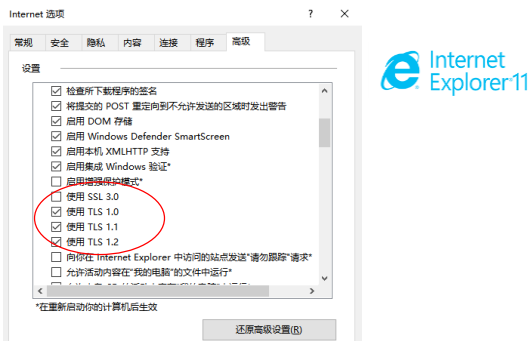 Internet 选项
? ×
常规 安全 隐私 内容 连接 程序 高级
设置
检查所下载程序的签名
将提交的 POST 重定向到不允许发送的区域时发出警告
启用 DOM 存储
启用 Windows Defender SmartScreen
启用本机 XMLHTTP 支持
启用集成 Windows 验证*
启用增强保护模式*
使用 SSL 3.0
使用 TLS 1.0
使用 TLS 1.1
使用 TLS 1.2
向你在 Internet Explorer 中访问的站点发送"请勿跟踪"请求*
允许活动内容在"我的电脑"的文件中运行*
*在重新启动你的计算机后生效
还原高级设置(R)
Internet
Explorer 11